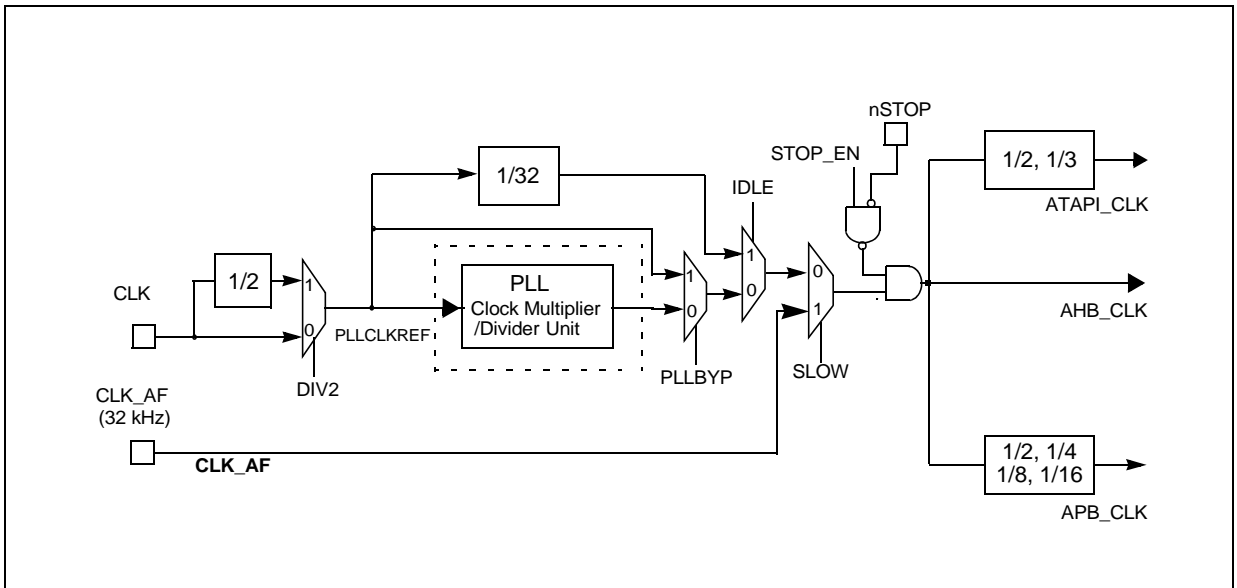 nSTOP
STOP_EN
1/2, 1/3
ATAPI_CLK
1/32
IDLE
1
0
CLK
1/2
1
0
DIV2
PLLCLKREF
PLL
Clock Multiplier
/Divider Unit
1
0
PLLBYP
0
1
SLOW
AHB_CLK
CLK_AF
(32 kHz)
CLK_AF
1/2, 1/4
1/8, 1/16
APB_CLK